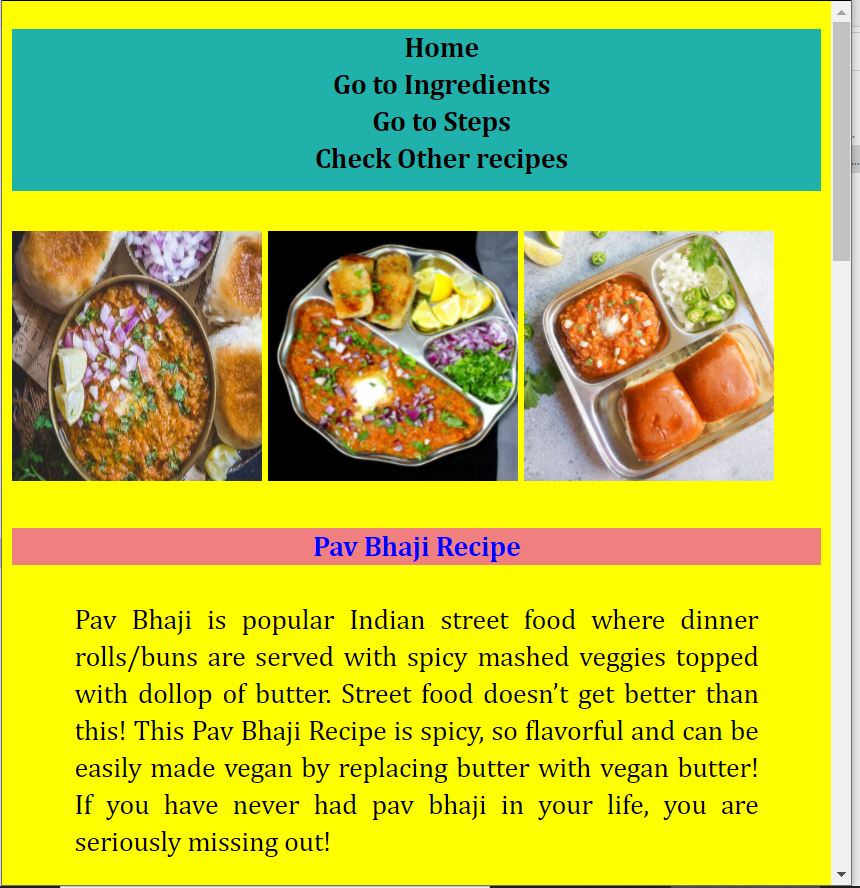 Home
Go to Ingredients
Go to Steps
Check Other recipes
Pav Bhaji Recipe
Pav Bhaji is popular Indian street food where dinner
rolls/buns are served with spicy mashed veggies topped
with dollop of butter. Street food doesn’t get better than
this! This Pav Bhaji Recipe is spicy, so flavorful and can be
easily made vegan by replacing butter with vegan butter!
If you have never had pav bhaji in your life, you are
seriously missing out!